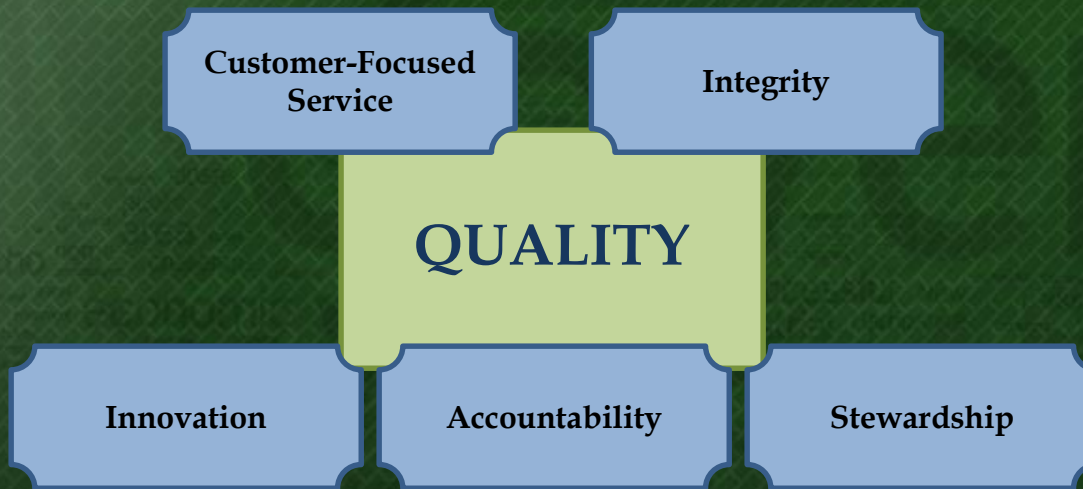 Customer-Focused
Service
Integrity
QUALITY
Innovation
Accountability
Stewardship